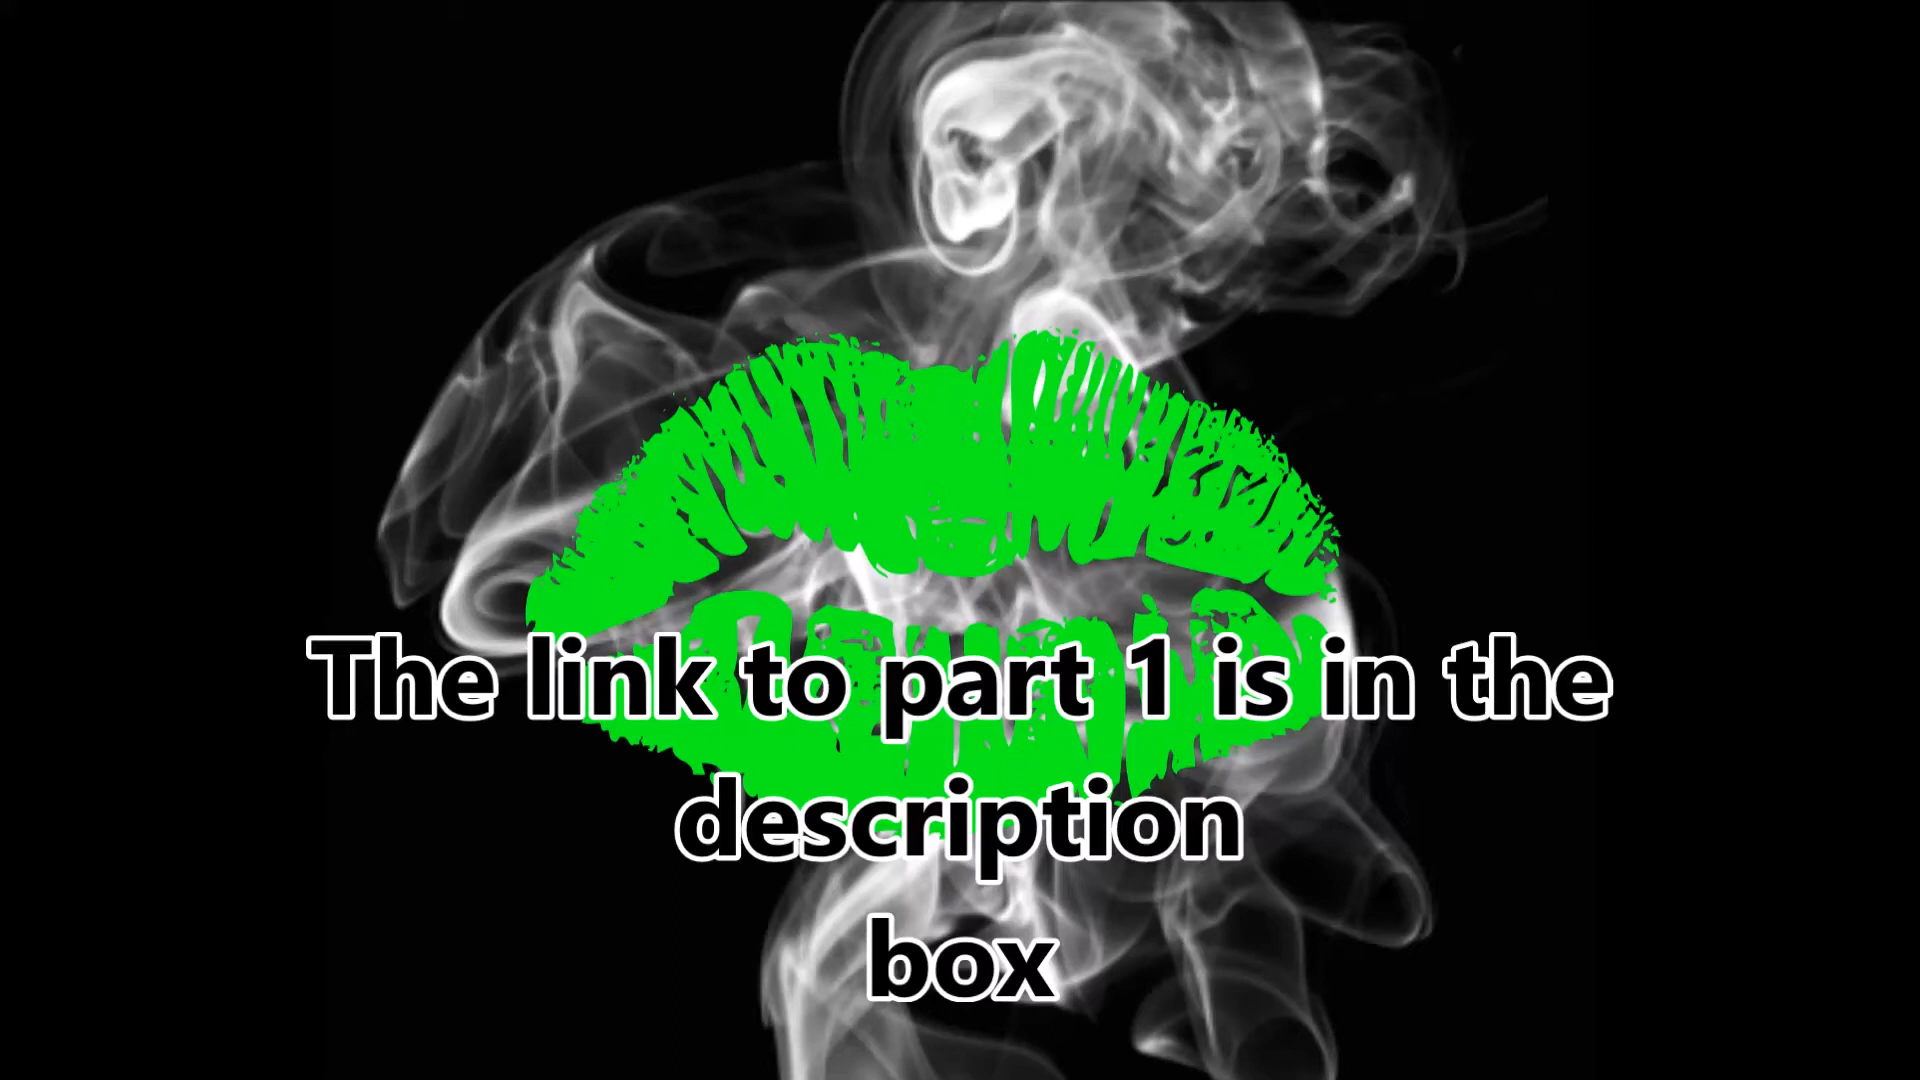 The link to part 1 is in the
description
box